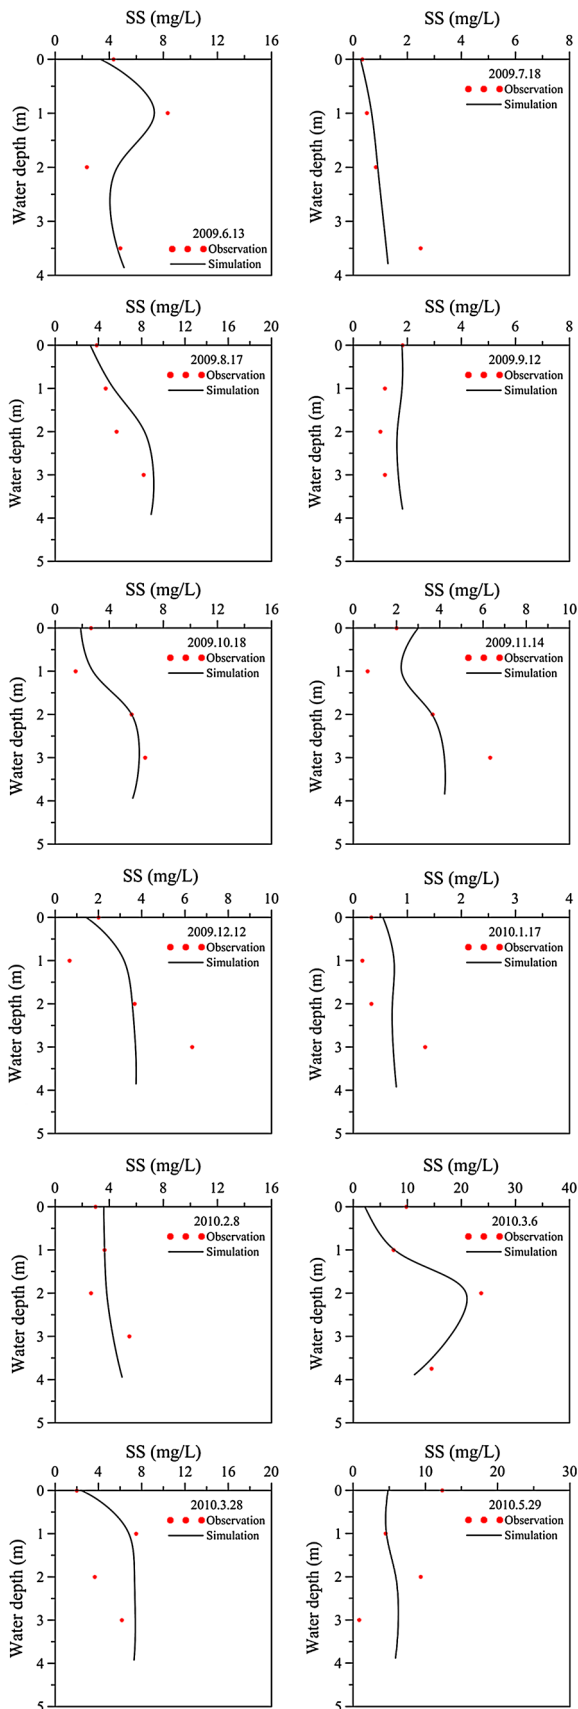 SS (mg/L)
0 4 8 12 16
0
1
2
3
4
Water depth (m)
2009.6.13
Observation
Simulation
SS (mg/L)
0 2 4 6 8
0
1
2
3
4
Water depth (m)
2009.7.18
Observation
Simulation
SS (mg/L)
0 4 8 12 16 20
0
1
2
3
4
5
Water depth (m)
2009.8.17
Observation
Simulation
SS (mg/L)
0 2 4 6 8
0
1
2
3
4
5
Water depth (m)
2009.9.12
Observation
Simulation
SS (mg/L)
0 4 8 12 16
0
1
2
3
4
5
Water depth (m)
2009.10.18
Observation
Simulation
SS (mg/L)
0 2 4 6 8 10
0
1
2
3
4
5
Water depth (m)
2009.11.14
Observation
Simulation
SS (mg/L)
0 2 4 6 8 10
0
1
2
3
4
5
Water depth (m)
2009.12.12
Observation
Simulation
SS (mg/L)
0 1 2 3 4
0
1
2
3
4
5
Water depth (m)
2010.1.17
Observation
Simulation
SS (mg/L)
0 4 8 12 16
0
1
2
3
4
5
Water depth (m)
2010.2.8
Observation
Simulation
SS (mg/L)
0 10 20 30 40
0
1
2
3
4
5
Water depth (m)
2010.3.6
Observation
Simulation
SS (mg/L)
0 4 8 12 16 20
0
1
2
3
4
5
Water depth (m)
2010.3.28
Observation
Simulation
SS (mg/L)
0 10 20 30
0
1
2
3
4
5
Water depth (m)
2010.5.29
Observation
Simulation